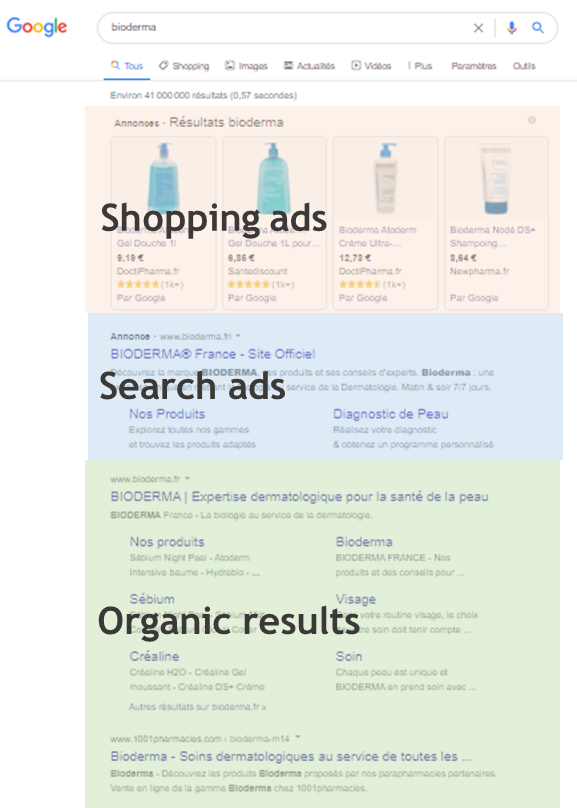 Google
bioderma
Tous Shopping Images Actualités Vidéos Plus Paramètres Outils
Environ 41 000 000 résultats (0,57 secondes)
Annonces · Résultats bioderma
Shopping ads
Gel Douche 1l
9,19 €
DoctiPharma.fr
(1k+)
Par Google
Gel Douche 1L pour...
6,85 €
Santediscount
(1k+)
Par Google
Bioderma Atoderm
Crème Ultra-...
12,73 €
DoctiPharma.fr
(1k+)
Par Google
Bioderma Nodé DS+
Shampoing...
8,64 €
Newpharma.fr
Par Google
Annonce · www.bioderma.fr/
BIODERMA® France - Site Officiel
Découvrez la marque BIODERMA, ses produits et ses conseils d'experts. Bioderma : une
service de la Dermatologie. Matin & soir 7/7 jours.
Search ads
Nos Produits
Explorez toutes nos gammes
et trouvez les produits adaptés
Diagnostic de Peau
Réalisez votre diagnostic
& obtenez un programme personnalisé
www.bioderma.fr
BIODERMA | Expertise dermatologique pour la santé de la peau
BIODERMA France - La biologie au service de la dermatologie.
Nos produits
Sébium Night Peel - Atoderm
Intensive baume - Hydrabio - ...
Bioderma
BIODERMA FRANCE - Nos
produits et des conseils pour ...
Sébium
Visage
votre routine visage, le choix
soin doit tenir compte ...
Organic results
Créaline
Créaline H2O - Créaline Gel
moussant - Créaline DS+ Crème
Soin
Chaque peau est unique et
BIODERMA en prend soin avec ...
Autres résultats sur bioderma.fr »
www.1001pharmacies.com › bioderma-m14
Bioderma - Soins dermatologiques au service de toutes les ...
Bioderma - Découvrez les produits Bioderma proposés par nos parapharmacies partenaires.
Vente en ligne de la gamme Bioderma chez 1001pharmacies.